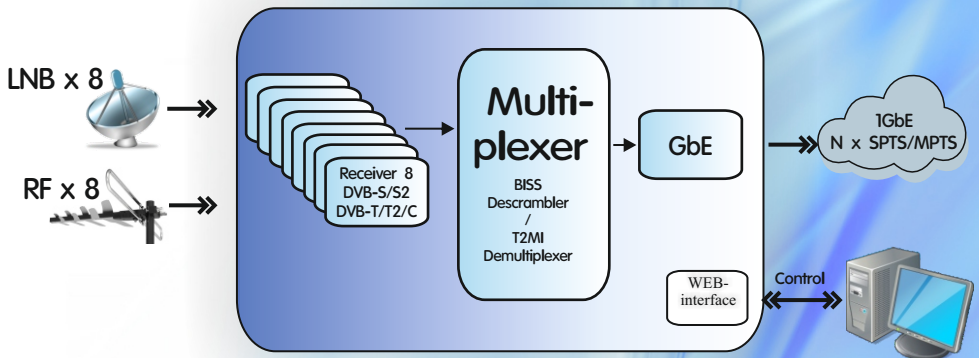 LNB x 8
RF x 8
Receiver 8
DVB-S/S2
DVB-T/T2/C
Multi-
plexer
BISS
Descrambler
/
T2MI
Demultiplexer
GbE
1GbE
N x SPTS/MPTS
WEB-
interface
Control